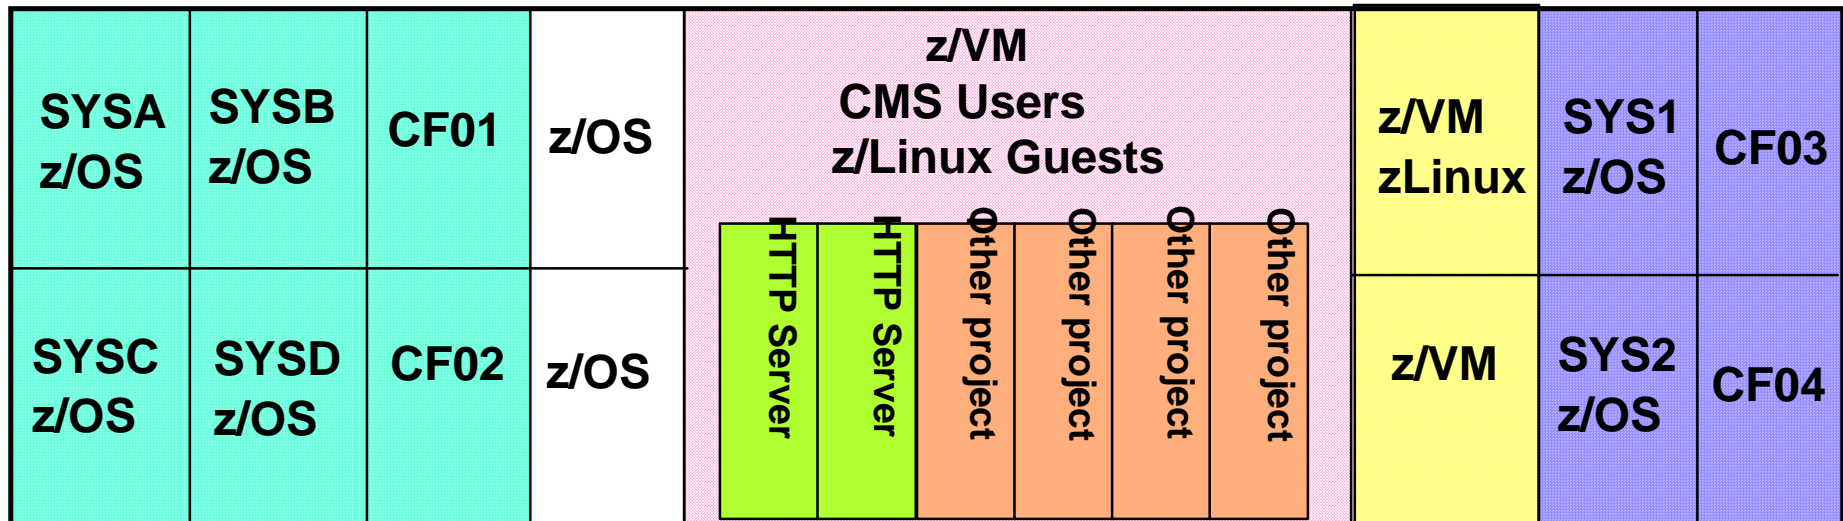 SYSA
z/OS
SYSB
z/OS
CF01
z/OS
z/VM
CMS Users
z/Linux Guests
HTTP Server
HTTP Server
Other project
Other project
Other project
Other project
z/VM
zLinux
SYS1
z/OS
CF03
SYSC
z/OS
SYSD
z/OS
CF02
z/OS
z/VM
SYS2
z/OS
CF04